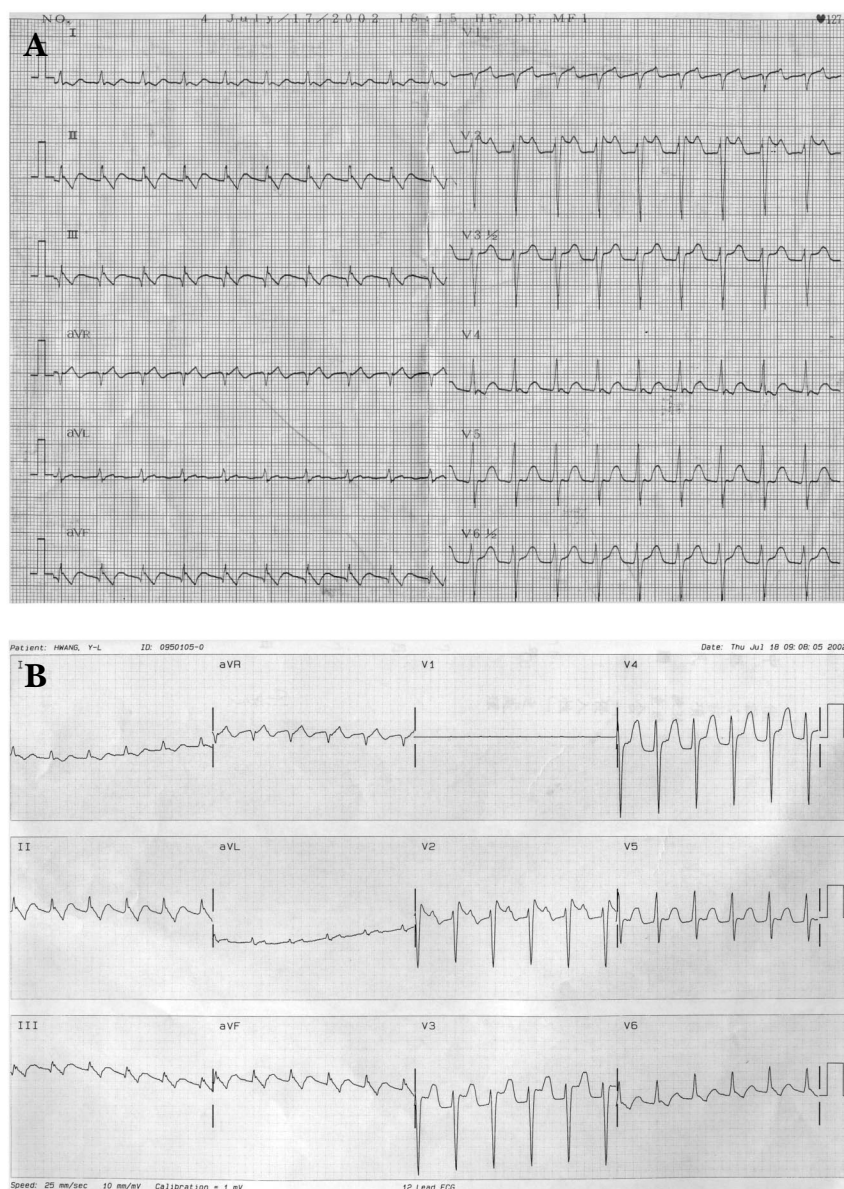 A
NO. 4 July/17/2002 16:15 HF, DF, MF1 ♥127
I V1
II V2
III V3 ½
aVR V4
aVL V5
aVF V6 ½
B
Patient: HWANG, Y-L ID: 0950105-0 Date: Thu Jul 18 09:08:05 2002
I aVR V1 V4
II aVL V2 V5
III aVF V3 V6
Speed: 25 mm/sec 10 mm/mV Calibration = 1 mV 12 Lead ECG